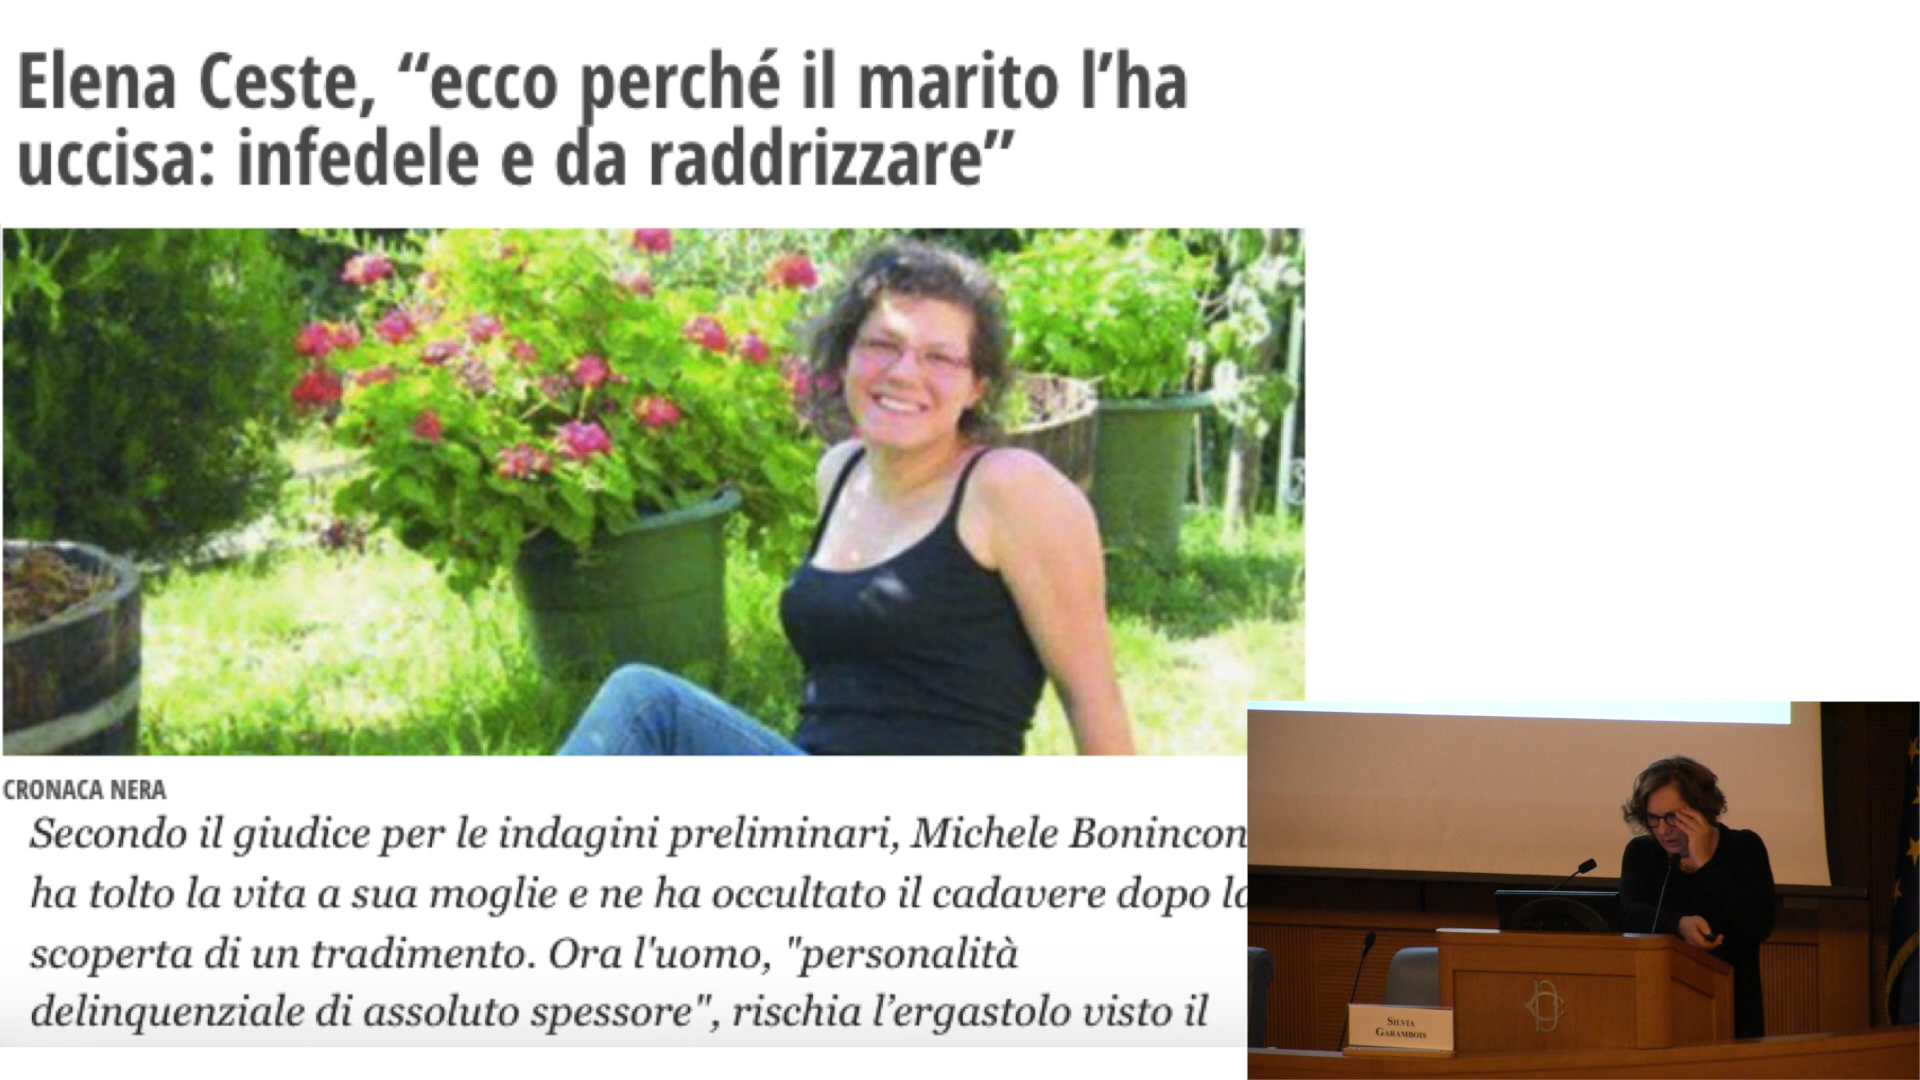 Elena Ceste, “ecco perché il marito l’ha
uccisa: infedele e da raddrizzare”
CRONACA NERA
Secondo il giudice per le indagini preliminari, Michele Bonincon
ha tolto la vita a sua moglie e ne ha occultato il cadavere dopo la
scoperta di un tradimento. Ora l'uomo, "personalità
delinquenziale di assoluto spessore", rischia l’ergastolo visto il
SILVIA
GARAMBOIS